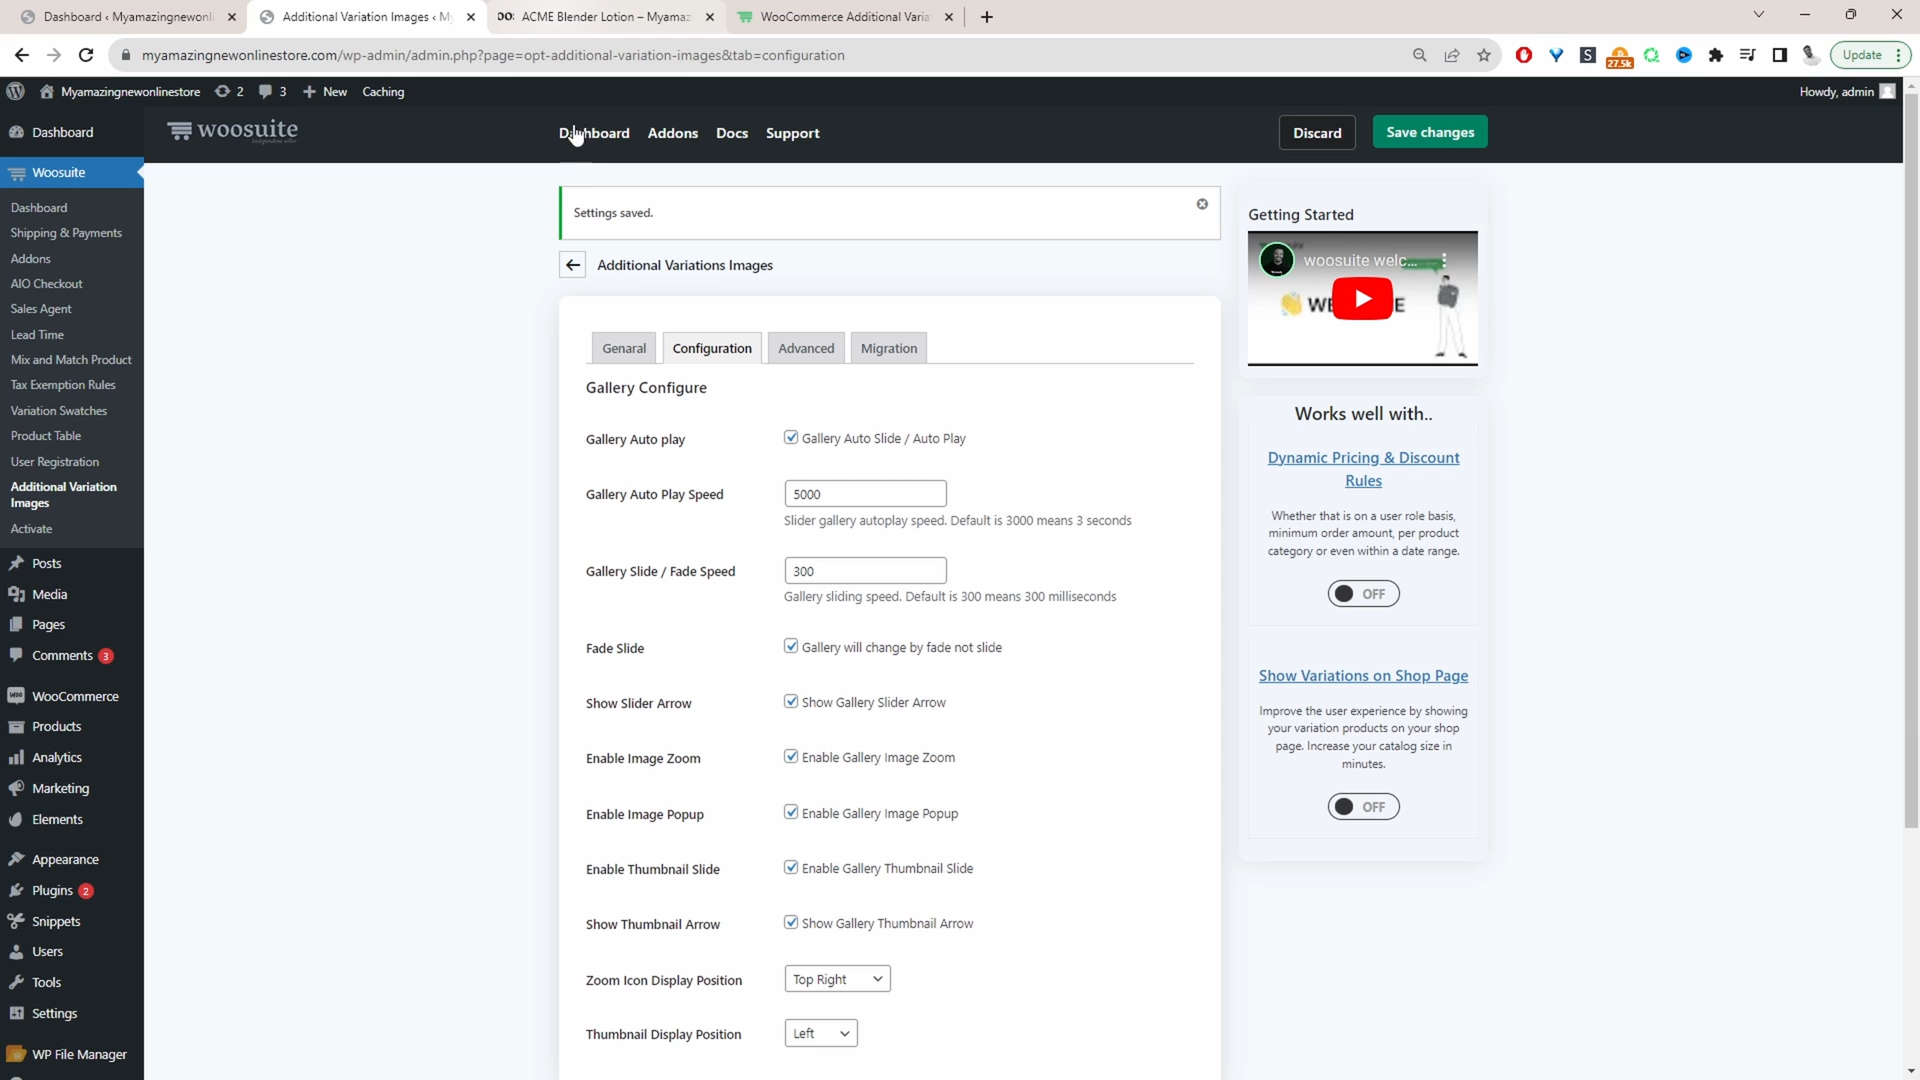 Dashboard ‹ Myamazingnewonli
Additional Variation Images ‹ M
DO! ACME Blender Lotion – Myamaz
WooCommerce Additional Varia
myamazingnewonlinestore.com/wp-admin/admin.php?page=opt-additional-variation-images&tab=configuration
S
27.5k
Update
Myamazingnewonlinestore
2
3
New
Caching
Howdy, admin
Dashboard
woosuite
Dashboard
Addons
Docs
Support
Discard
Save changes
Woosuite
Dashboard
Shipping & Payments
Addons
AIO Checkout
Sales Agent
Lead Time
Mix and Match Product
Tax Exemption Rules
Variation Swatches
Product Table
User Registration
Additional Variation
Images
Activate
Posts
Media
Pages
Comments 3
WooCommerce
Products
Analytics
Marketing
Elements
Appearance
Plugins 2
Snippets
Users
Tools
Settings
WP File Manager
Settings saved.
Additional Variations Images
Genaral
Configuration
Advanced
Migration
Gallery Configure
Gallery Auto play
Gallery Auto Slide / Auto Play
Gallery Auto Play Speed
5000
Slider gallery autoplay speed. Default is 3000 means 3 seconds
Gallery Slide / Fade Speed
300
Gallery sliding speed. Default is 300 means 300 milliseconds
Fade Slide
Gallery will change by fade not slide
Show Slider Arrow
Show Gallery Slider Arrow
Enable Image Zoom
Enable Gallery Image Zoom
Enable Image Popup
Enable Gallery Image Popup
Enable Thumbnail Slide
Enable Gallery Thumbnail Slide
Show Thumbnail Arrow
Show Gallery Thumbnail Arrow
Zoom Icon Display Position
Top Right
Thumbnail Display Position
Left
Getting Started
woosuite welc...
Works well with..
Dynamic Pricing & Discount
Rules
Whether that is on a user role basis,
minimum order amount, per product
category or even within a date range.
OFF
Show Variations on Shop Page
Improve the user experience by showing
your variation products on your shop
page. Increase your catalog size in
minutes.
OFF